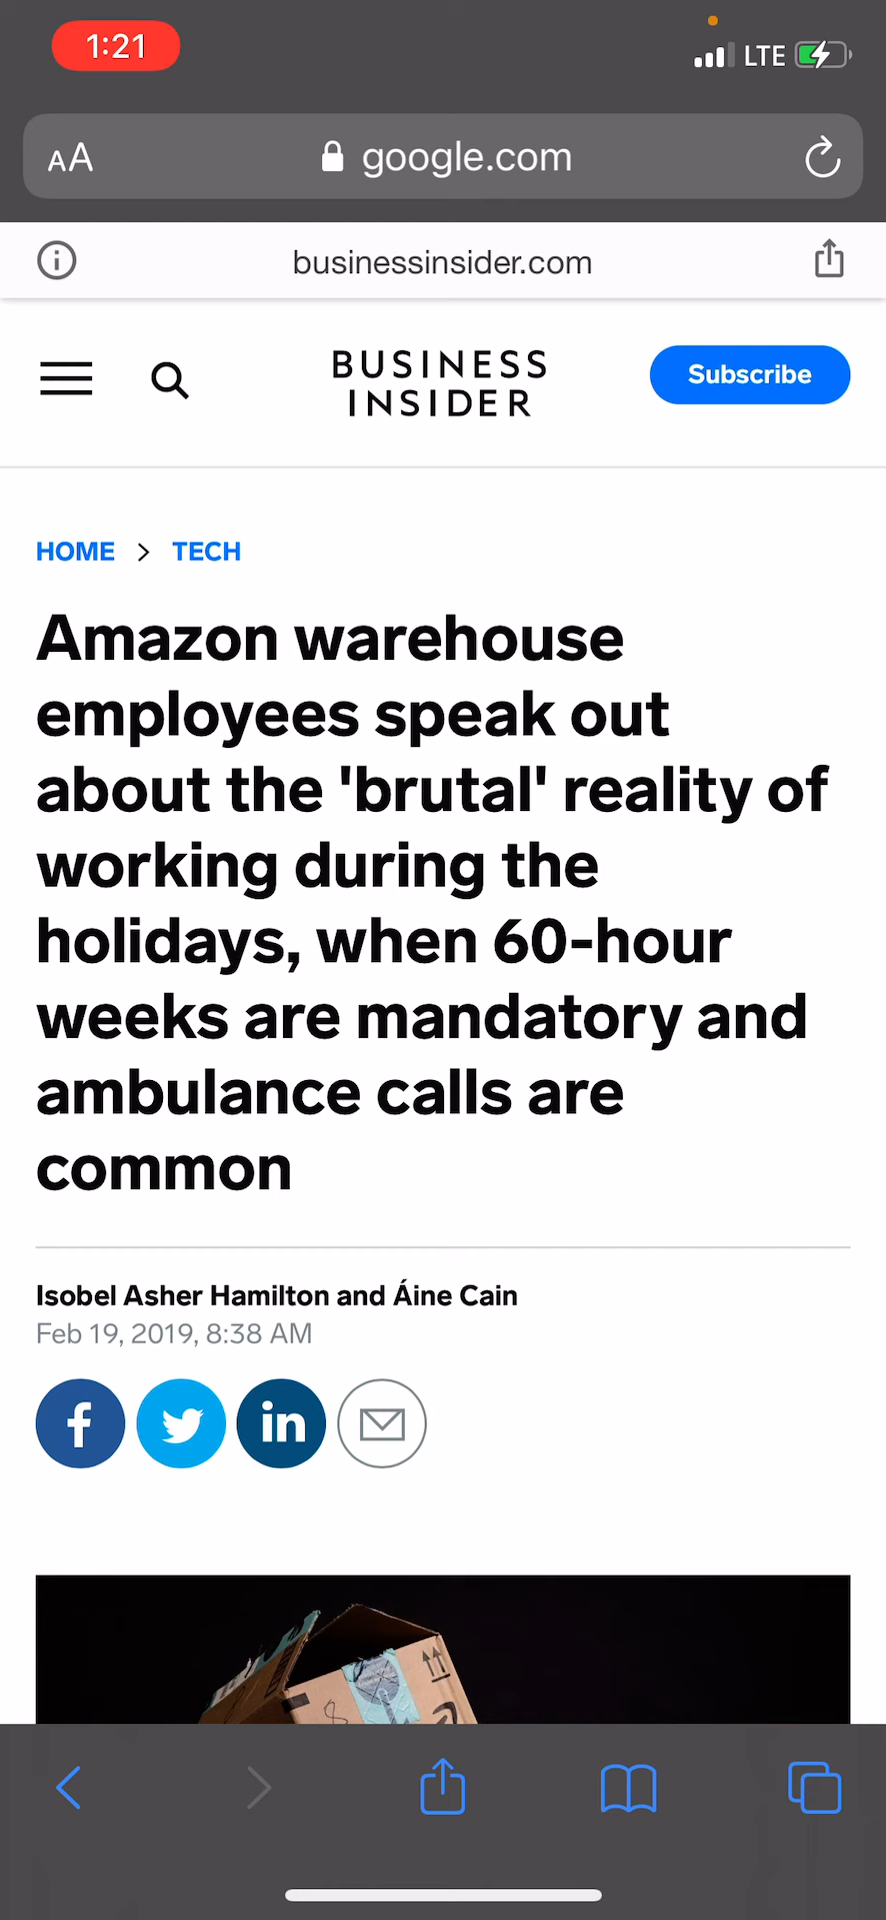 1:21
LTE
AA
google.com
businessinsider.com
BUSINESS
INSIDER
Subscribe
HOME > TECH
Amazon warehouse
employees speak out
about the 'brutal' reality of
working during the
holidays, when 60-hour
weeks are mandatory and
ambulance calls are
common
Isobel Asher Hamilton and Áine Cain
Feb 19, 2019, 8:38 AM
f
in